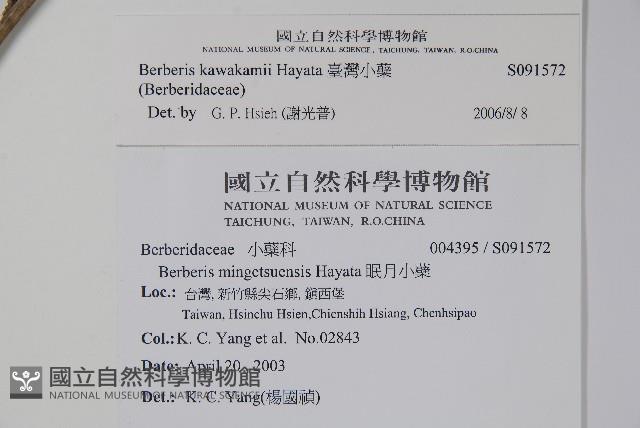 國立自然科學博物館
NATIONAL MUSEUM OF NATURAL SCIENCE, TAICHUNG, TAIWAN, R.O.CHINA
Berberis kawakamii Hayata 臺灣小蘗 S091572
(Berberidaceae)
Det. by G. P. Hsieh (謝光普) 2006/8/ 8
國立自然科學博物館
NATIONAL MUSEUM OF NATURAL SCIENCE
TAICHUNG, TAIWAN, R.O.CHINA
Berberidaceae 小蘗科 004395 / S091572
Berberis mingetsuensis Hayata 眠月小蘗
Loc.: 台灣, 新竹縣尖石鄉, 鎮西堡
Taiwan, Hsinchu Hsien, Chienshih Hsiang, Chenhsipao
Col.: K. C. Yang et al. No.02843
Date: April 20, 2003
國立自然科學博物館
NATIONAL MUSEUM OF NATURAL SCIENCE
Det.: K. C. Yang(楊國禎)